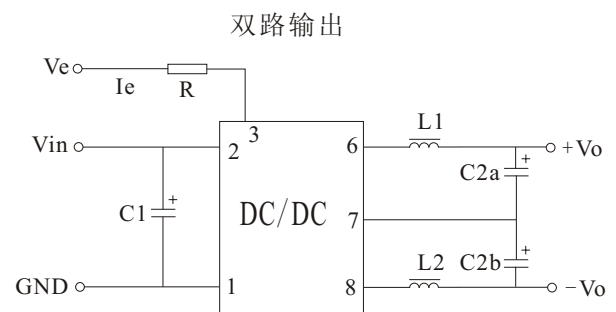 双路输出
Ve
Ie
R
3
Vin
2
6
L1
+Vo
+
C1
+
C2a
DC/DC
7
+
C2b
GND
1
8
L2
−Vo